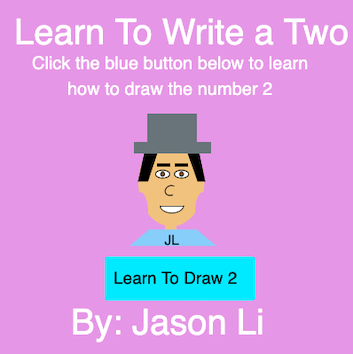 Learn To Write a Two
Click the blue button below to learn
how to draw the number 2
JL
Learn To Draw 2
By: Jason Li